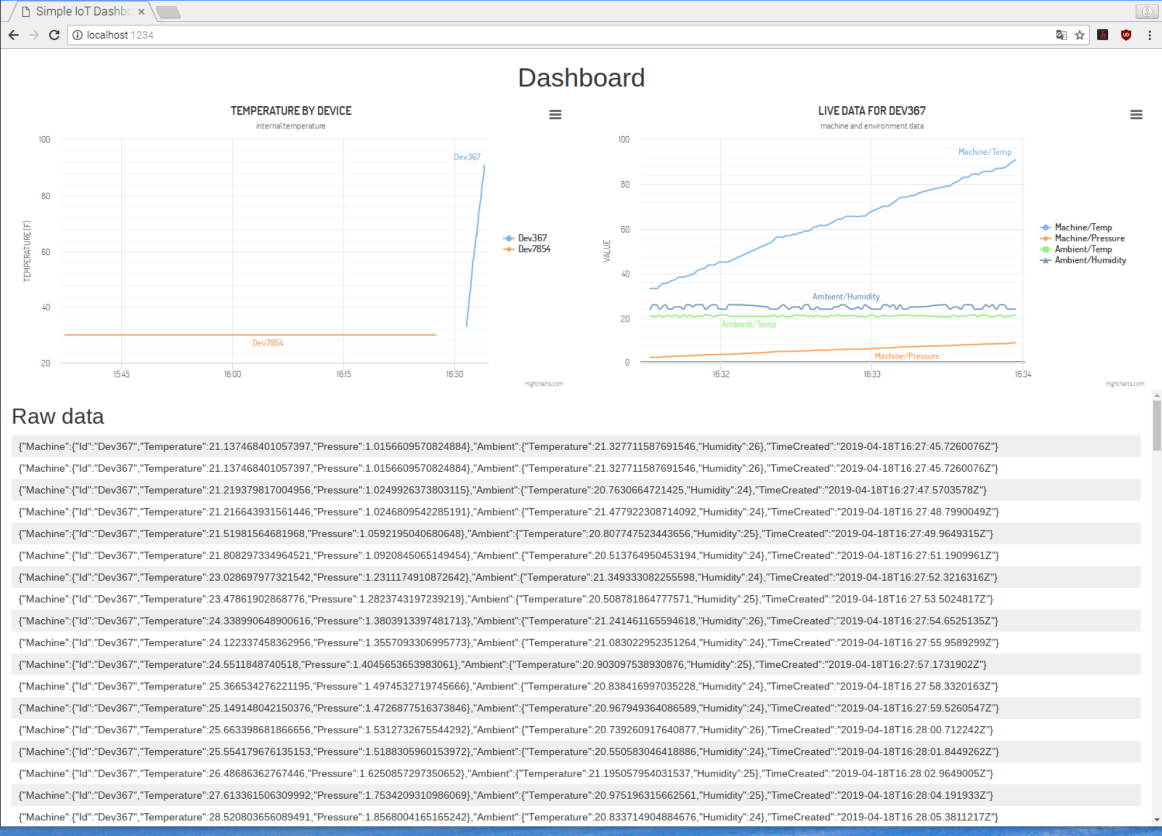 Simple IoT Dashbo
localhost:1234
Dashboard
TEMPERATURE BY DEVICE
internal temperature
TEMPERATURE (F)
100
80
60
40
20
15:45
16:00
16:15
16:30
Dev367
Dev7854
Dev367
Dev7854
Highcharts.com
LIVE DATA FOR DEV367
machine and environment data
VALUE
100
80
60
40
20
0
16:32
16:33
16:34
Machine/Temp
Ambient/Humidity
Ambient/Temp
Machine/Pressure
Machine/Temp
Machine/Pressure
Ambient/Temp
Ambient/Humidity
Highcharts.com
Raw data
{"Machine":{"Id":"Dev367","Temperature":21.137468401057397,"Pressure":1.0156609570824884},"Ambient":{"Temperature":21.327711587691546,"Humidity":26},"TimeCreated":"2019-04-18T16:27:45.7260076Z"}
{"Machine":{"Id":"Dev367","Temperature":21.137468401057397,"Pressure":1.0156609570824884},"Ambient":{"Temperature":21.327711587691546,"Humidity":26},"TimeCreated":"2019-04-18T16:27:45.7260076Z"}
{"Machine":{"Id":"Dev367","Temperature":21.219379817004956,"Pressure":1.0249926373803115},"Ambient":{"Temperature":20.7630664721425,"Humidity":24},"TimeCreated":"2019-04-18T16:27:47.5703578Z"}
{"Machine":{"Id":"Dev367","Temperature":21.216643931561446,"Pressure":1.0246809542285191},"Ambient":{"Temperature":21.477922308714092,"Humidity":24},"TimeCreated":"2019-04-18T16:27:48.7990049Z"}
{"Machine":{"Id":"Dev367","Temperature":21.51981564681968,"Pressure":1.0592195040680648},"Ambient":{"Temperature":20.807747523443656,"Humidity":25},"TimeCreated":"2019-04-18T16:27:49.9649315Z"}
{"Machine":{"Id":"Dev367","Temperature":21.808297334964521,"Pressure":1.0920845065149454},"Ambient":{"Temperature":20.513764950453194,"Humidity":24},"TimeCreated":"2019-04-18T16:27:51.1909961Z"}
{"Machine":{"Id":"Dev367","Temperature":23.028697977321542,"Pressure":1.2311174910872642},"Ambient":{"Temperature":21.349333082255598,"Humidity":24},"TimeCreated":"2019-04-18T16:27:52.3216316Z"}
{"Machine":{"Id":"Dev367","Temperature":23.47861902868776,"Pressure":1.2823743197239219},"Ambient":{"Temperature":20.508781864777571,"Humidity":25},"TimeCreated":"2019-04-18T16:27:53.5024817Z"}
{"Machine":{"Id":"Dev367","Temperature":24.338990648900616,"Pressure":1.3803913397481713},"Ambient":{"Temperature":21.241461165594618,"Humidity":26},"TimeCreated":"2019-04-18T16:27:54.6525135Z"}
{"Machine":{"Id":"Dev367","Temperature":24.122337458362956,"Pressure":1.3557093306995773},"Ambient":{"Temperature":21.083022952351264,"Humidity":24},"TimeCreated":"2019-04-18T16:27:55.9589299Z"}
{"Machine":{"Id":"Dev367","Temperature":24.5511848740518,"Pressure":1.4045653653983061},"Ambient":{"Temperature":20.903097538930876,"Humidity":25},"TimeCreated":"2019-04-18T16:27:57.1731902Z"}
{"Machine":{"Id":"Dev367","Temperature":25.366534276221195,"Pressure":1.4974532719745666},"Ambient":{"Temperature":20.838416997035228,"Humidity":24},"TimeCreated":"2019-04-18T16:27:58.3320163Z"}
{"Machine":{"Id":"Dev367","Temperature":25.149148042150376,"Pressure":1.4726877516373846},"Ambient":{"Temperature":20.967949364086589,"Humidity":24},"TimeCreated":"2019-04-18T16:27:59.5260547Z"}
{"Machine":{"Id":"Dev367","Temperature":25.663398681866656,"Pressure":1.5312732675544292},"Ambient":{"Temperature":20.739260917640877,"Humidity":26},"TimeCreated":"2019-04-18T16:28:00.712242Z"}
{"Machine":{"Id":"Dev367","Temperature":25.554179676135153,"Pressure":1.5188305960153972},"Ambient":{"Temperature":20.550583046418886,"Humidity":24},"TimeCreated":"2019-04-18T16:28:01.8449262Z"}
{"Machine":{"Id":"Dev367","Temperature":26.48686362767446,"Pressure":1.6250857297350652},"Ambient":{"Temperature":21.195057954031537,"Humidity":25},"TimeCreated":"2019-04-18T16:28:02.9649005Z"}
{"Machine":{"Id":"Dev367","Temperature":27.613361506309992,"Pressure":1.7534209310986069},"Ambient":{"Temperature":20.975196315662561,"Humidity":25},"TimeCreated":"2019-04-18T16:28:04.191933Z"}
{"Machine":{"Id":"Dev367","Temperature":28.520803656089491,"Pressure":1.8568004165165242},"Ambient":{"Temperature":20.833714904884676,"Humidity":24},"TimeCreated":"2019-04-18T16:28:05.3811217Z"}